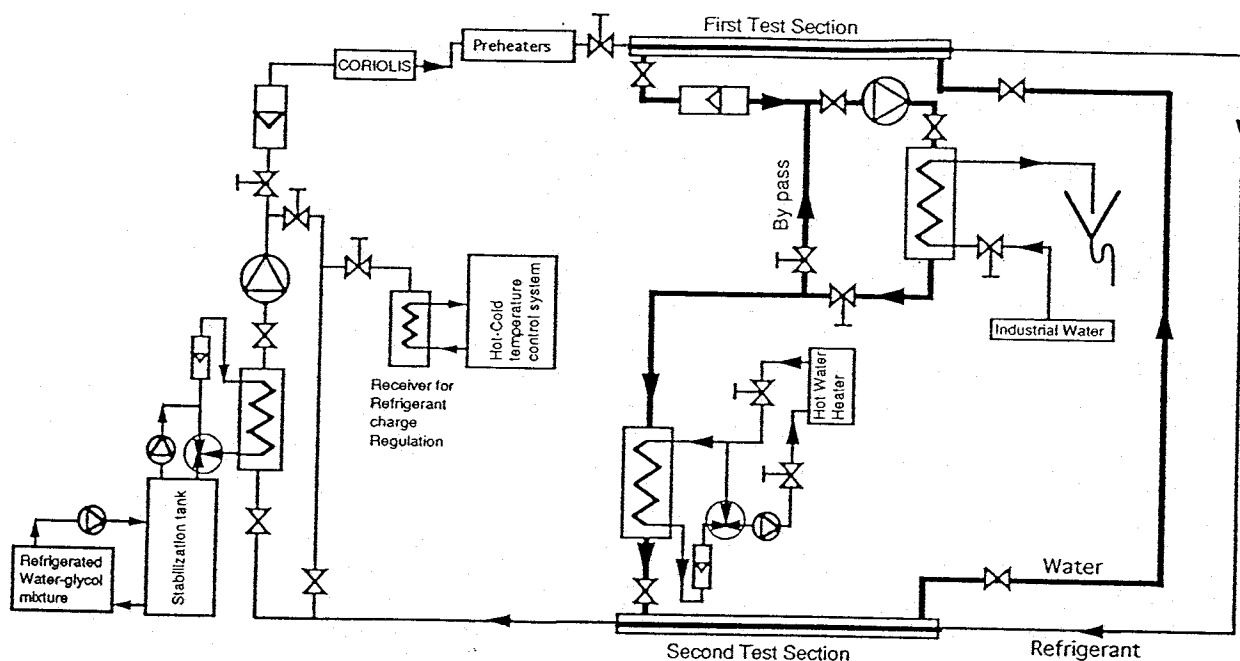 First Test Section
Preheaters
CORIOLIS
By pass
Hot-Cold
temperature
control system
Industrial Water
Receiver for
Refrigerant
charge
Regulation
Hot Water
Heater
Stabilization tank
Refrigerated
Water-glycol
mixture
Water
Refrigerant
Second Test Section